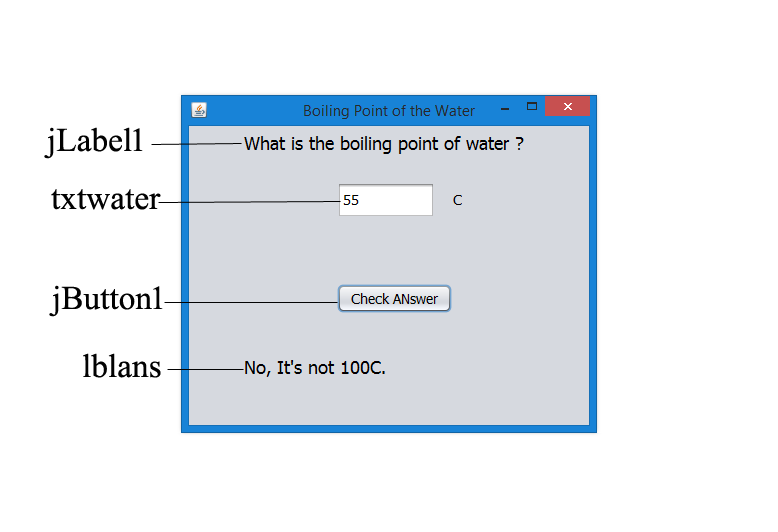 Boiling Point of the Water
jLabel1 What is the boiling point of water ?
txtwater 55 C
jButton1 Check ANswer
lblans No, It's not 100C.